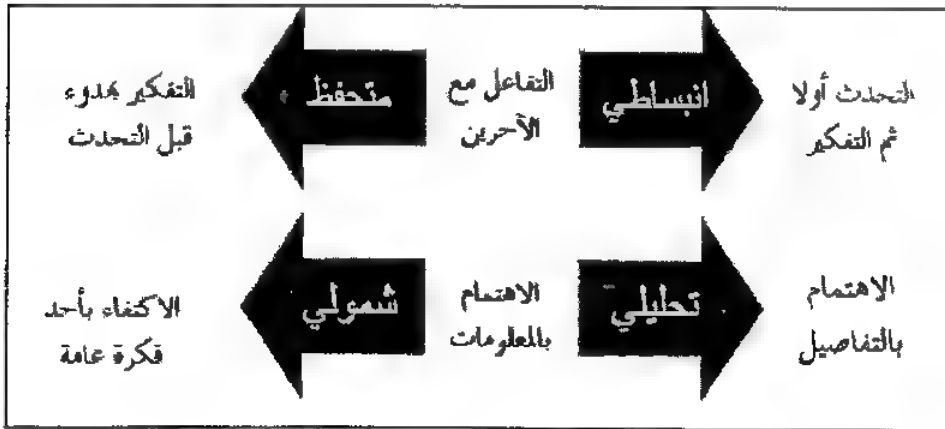 التحدث أولا
ثم التفكير
انبساطي
التفاعل مع
الآخرين
متحفظ
التفكير بهدوء
قبل التحدث
الاهتمام
بالتفاصيل
تحليلي
الاهتمام
بالمعلومات
شمولي
الاكتفاء بأخذ
فكرة عامة